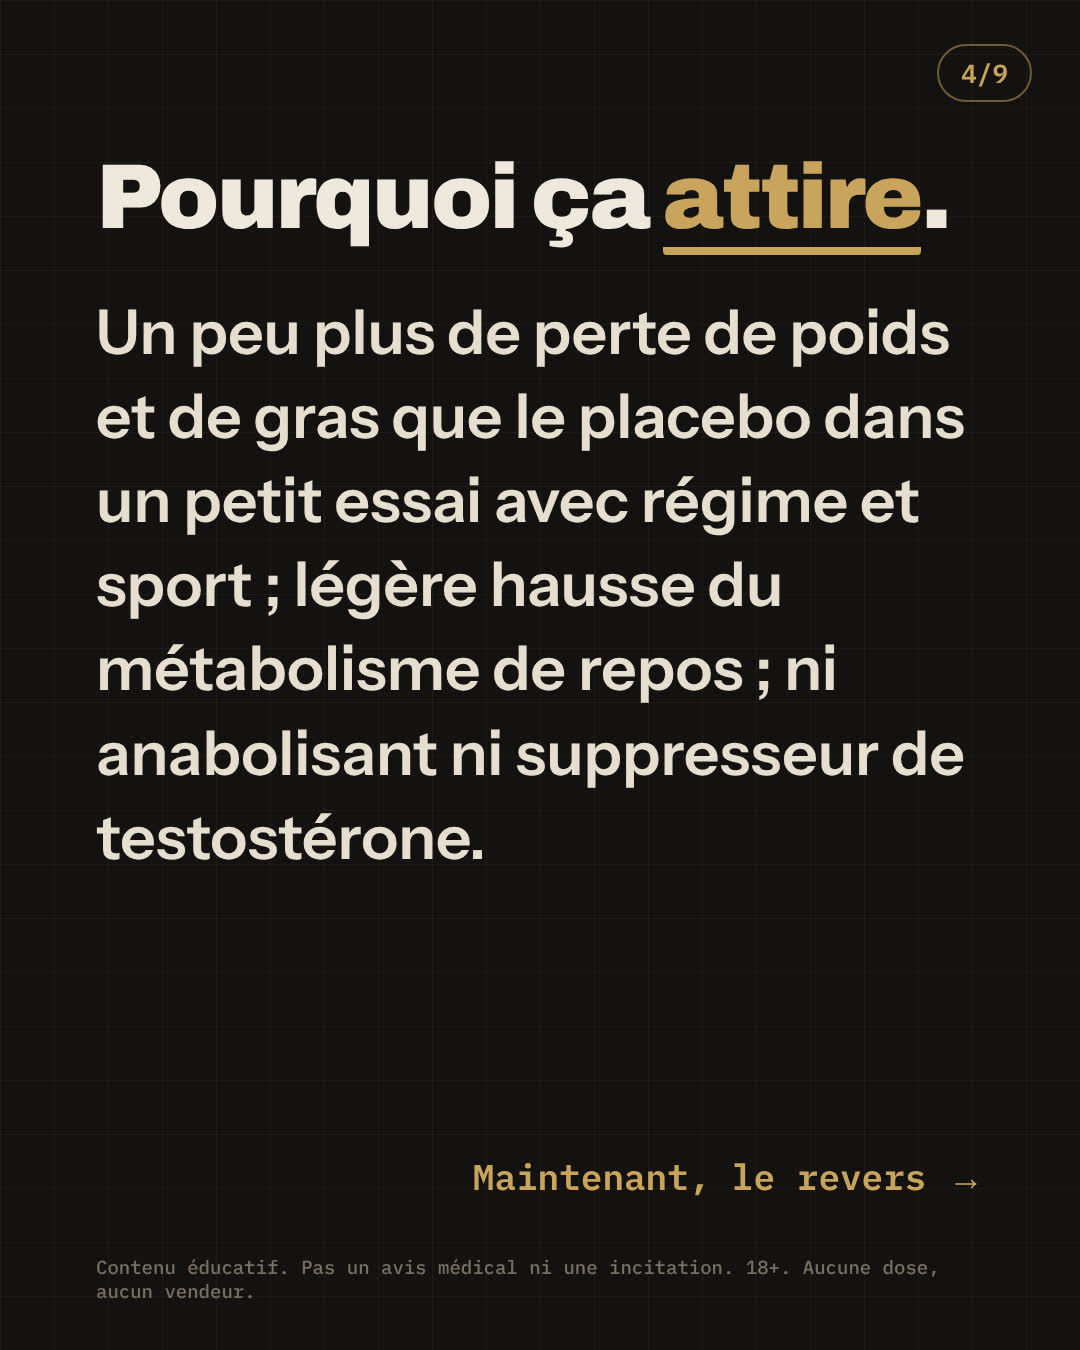 4/9
Pourquoi ça attire.
Un peu plus de perte de poids
et de gras que le placebo dans
un petit essai avec régime et
sport ; légère hausse du
métabolisme de repos ; ni
anabolisant ni suppresseur de
testostérone.
Maintenant, le revers →
Contenu éducatif. Pas un avis médical ni une incitation. 18+. Aucune dose,
aucun vendeur.